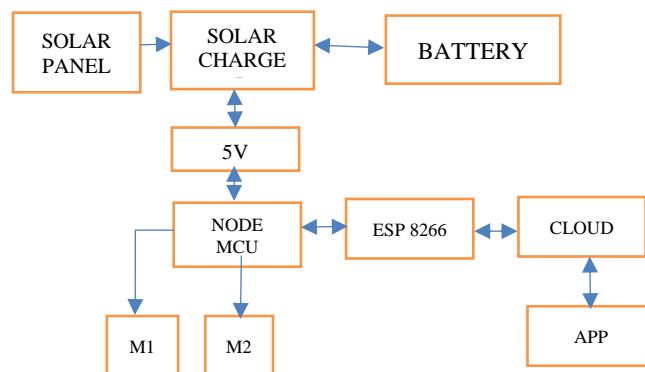 SOLAR
PANEL
SOLAR
CHARGE
BATTERY
5V
NODE
MCU
ESP 8266
CLOUD
M1
M2
APP